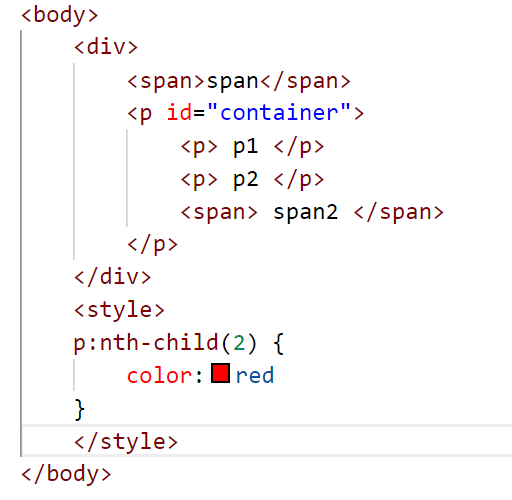 <body>
<div>
<span>span</span>
<p id="container">
<p> p1 </p>
<p> p2 </p>
<span> span2 </span>
</p>
</div>
<style>
p:nth-child(2) {
color: red
}
</style>
</body>